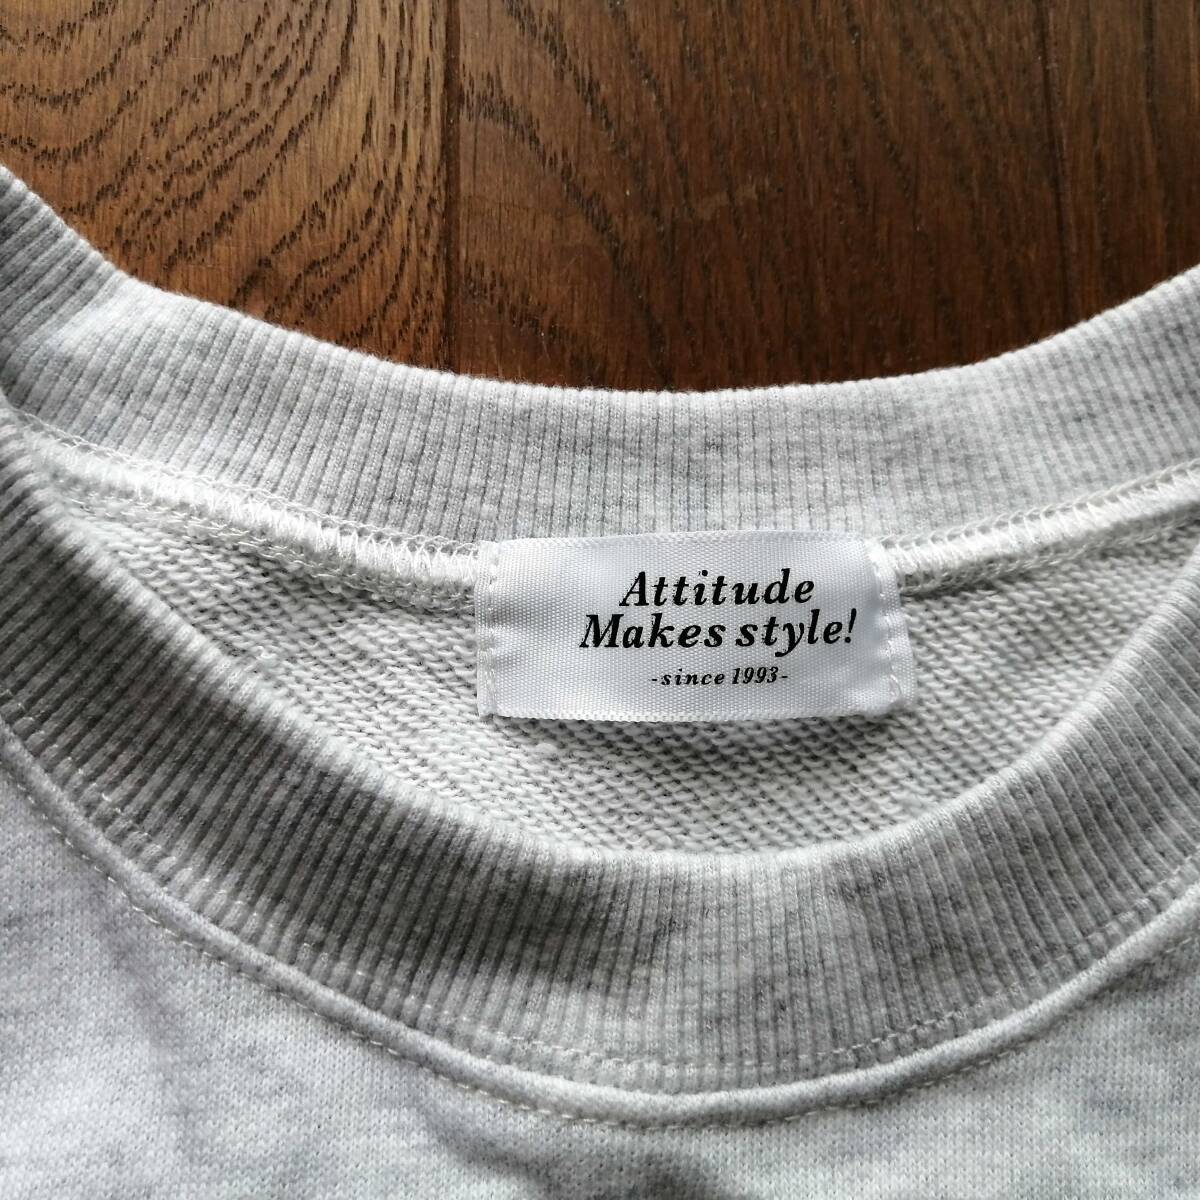 Attitude
Makes style!
-since 1993-